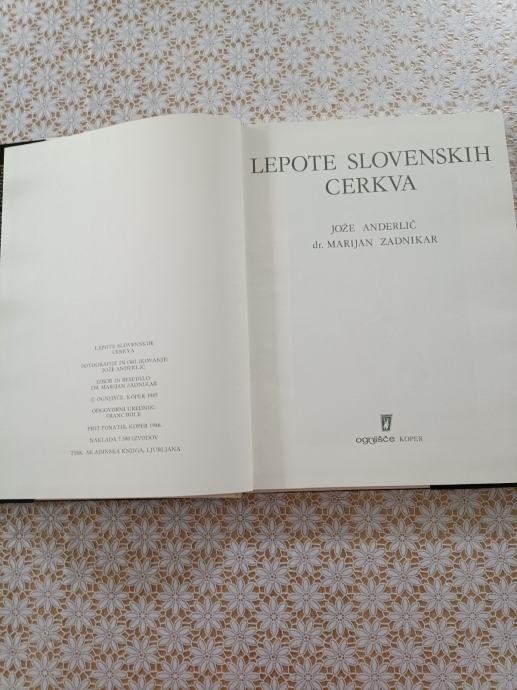 LEPOTE SLOVENSKIH
CERKVA
FOTOGRAFIJE IN OBLIKOVANJE:
JOŽE ANDERLIČ
IZBOR IN BESEDILO:
DR. MARIJAN ZADNIKAR
© OGNJIŠČE, KOPER 1985
ODGOVORNI UREDNIK:
FRANC BOLE
PRVI PONATIS, KOPER 1986
NAKLADA IZVODOV
TISK: MLADINSKA KNJIGA, LJUBLJANA
LEPOTE SLOVENSKIH
CERKVA
JOŽE ANDERLIČ
dr. MARIJAN ZADNIKAR
ognjišče KOPER